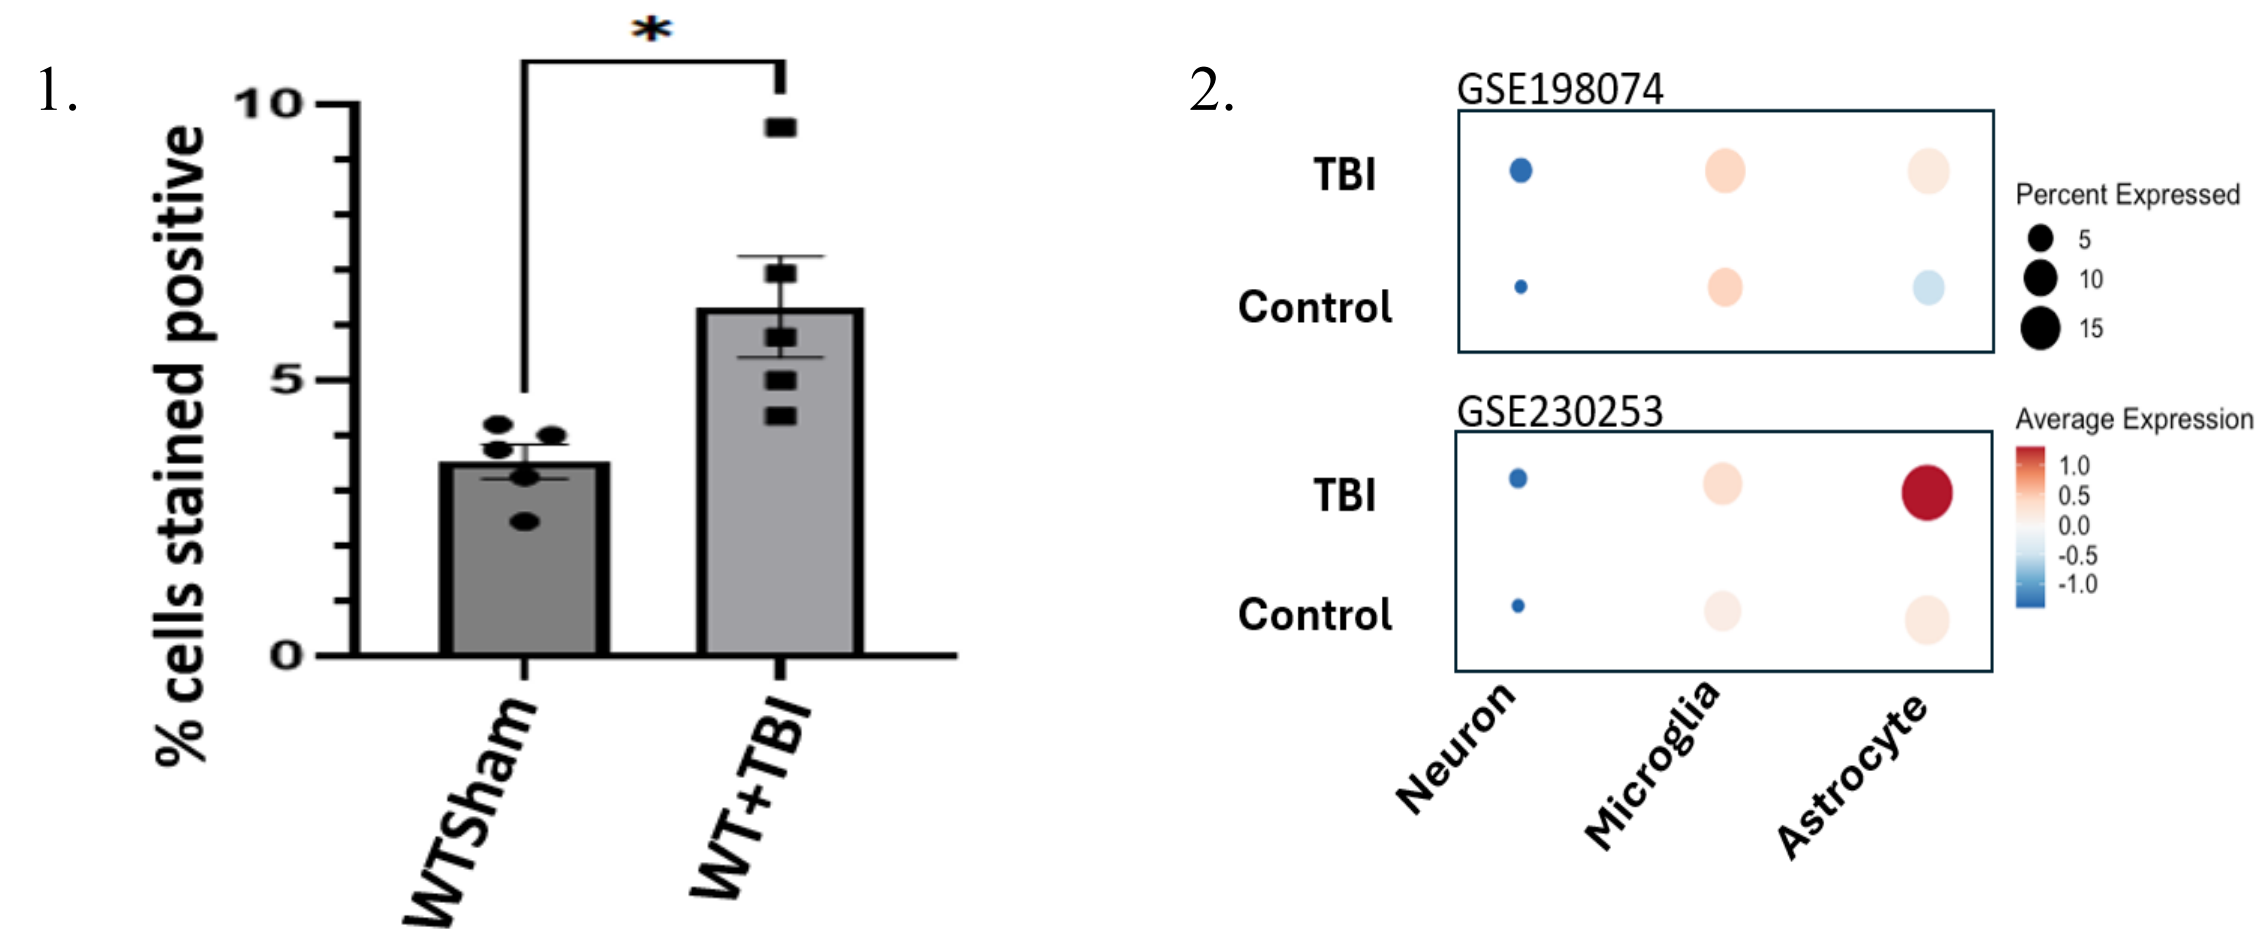 1.
*
10
5
0
% cells stained positive
WTSham
WT+TBI
2.
GSE198074
TBI
Control
Percent Expressed
5
10
15
GSE230253
TBI
Control
Average Expression
1.0
0.5
0.0
-0.5
-1.0
Neuron
Microglia
Astrocyte